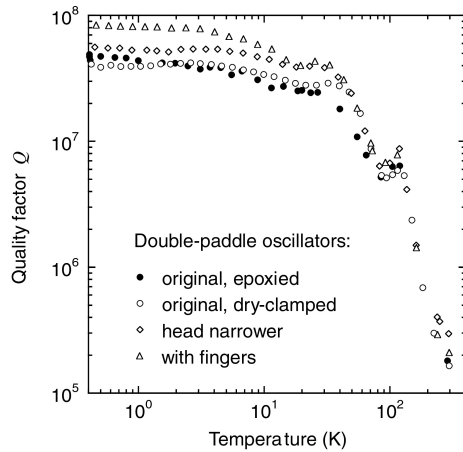 10^8
10^7
10^6
10^5
Quality factor Q
Double-paddle oscillators:
original, epoxied
original, dry-clamped
head narrower
with fingers
10^0 10^1 10^2
Temperature (K)